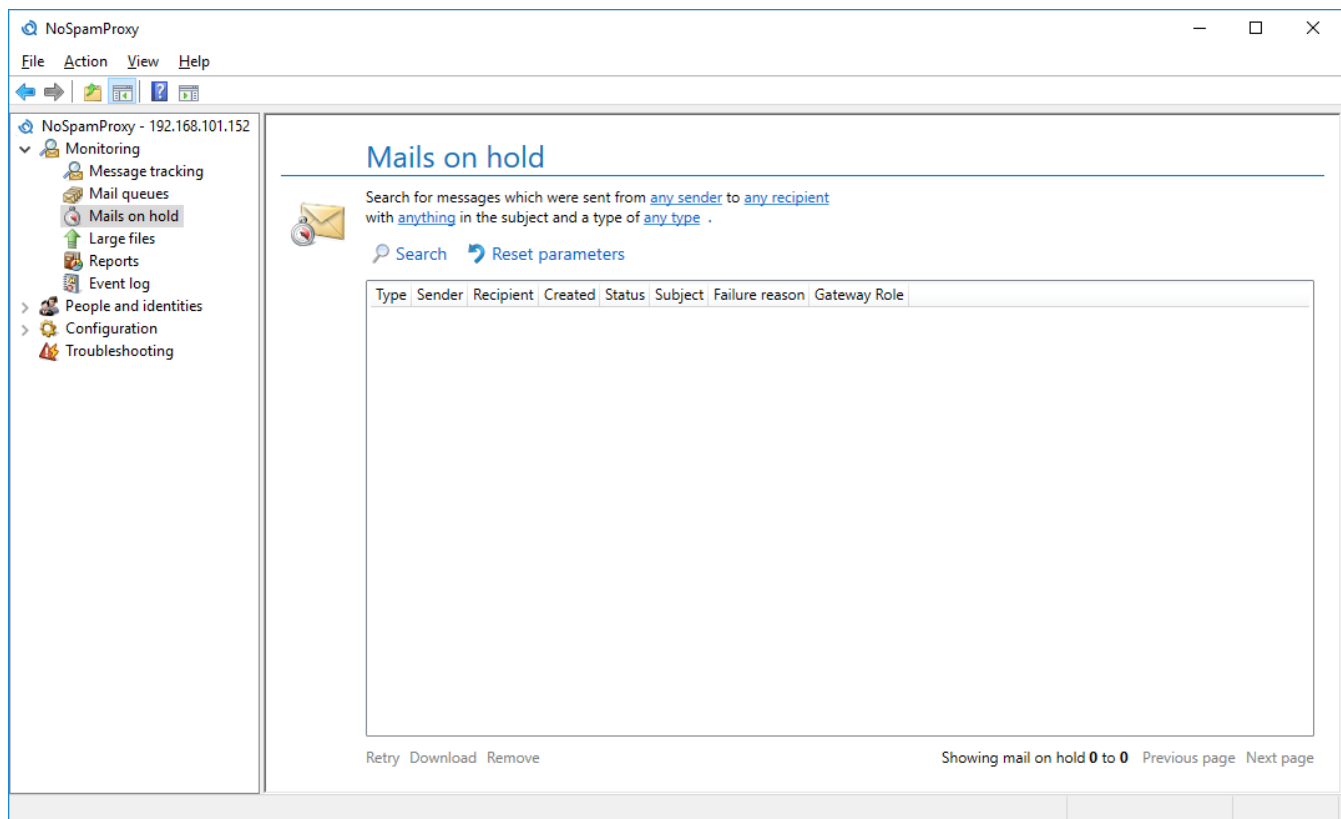 NoSpamProxy
File Action View Help
NoSpamProxy - 192.168.101.152
Monitoring
Message tracking
Mail queues
Mails on hold
Large files
Reports
Event log
People and identities
Configuration
Troubleshooting
Mails on hold
Search for messages which were sent from any sender to any recipient
with anything in the subject and a type of any type .
Search Reset parameters
Type Sender Recipient Created Status Subject Failure reason Gateway Role
Retry Download Remove Showing mail on hold 0 to 0 Previous page Next page